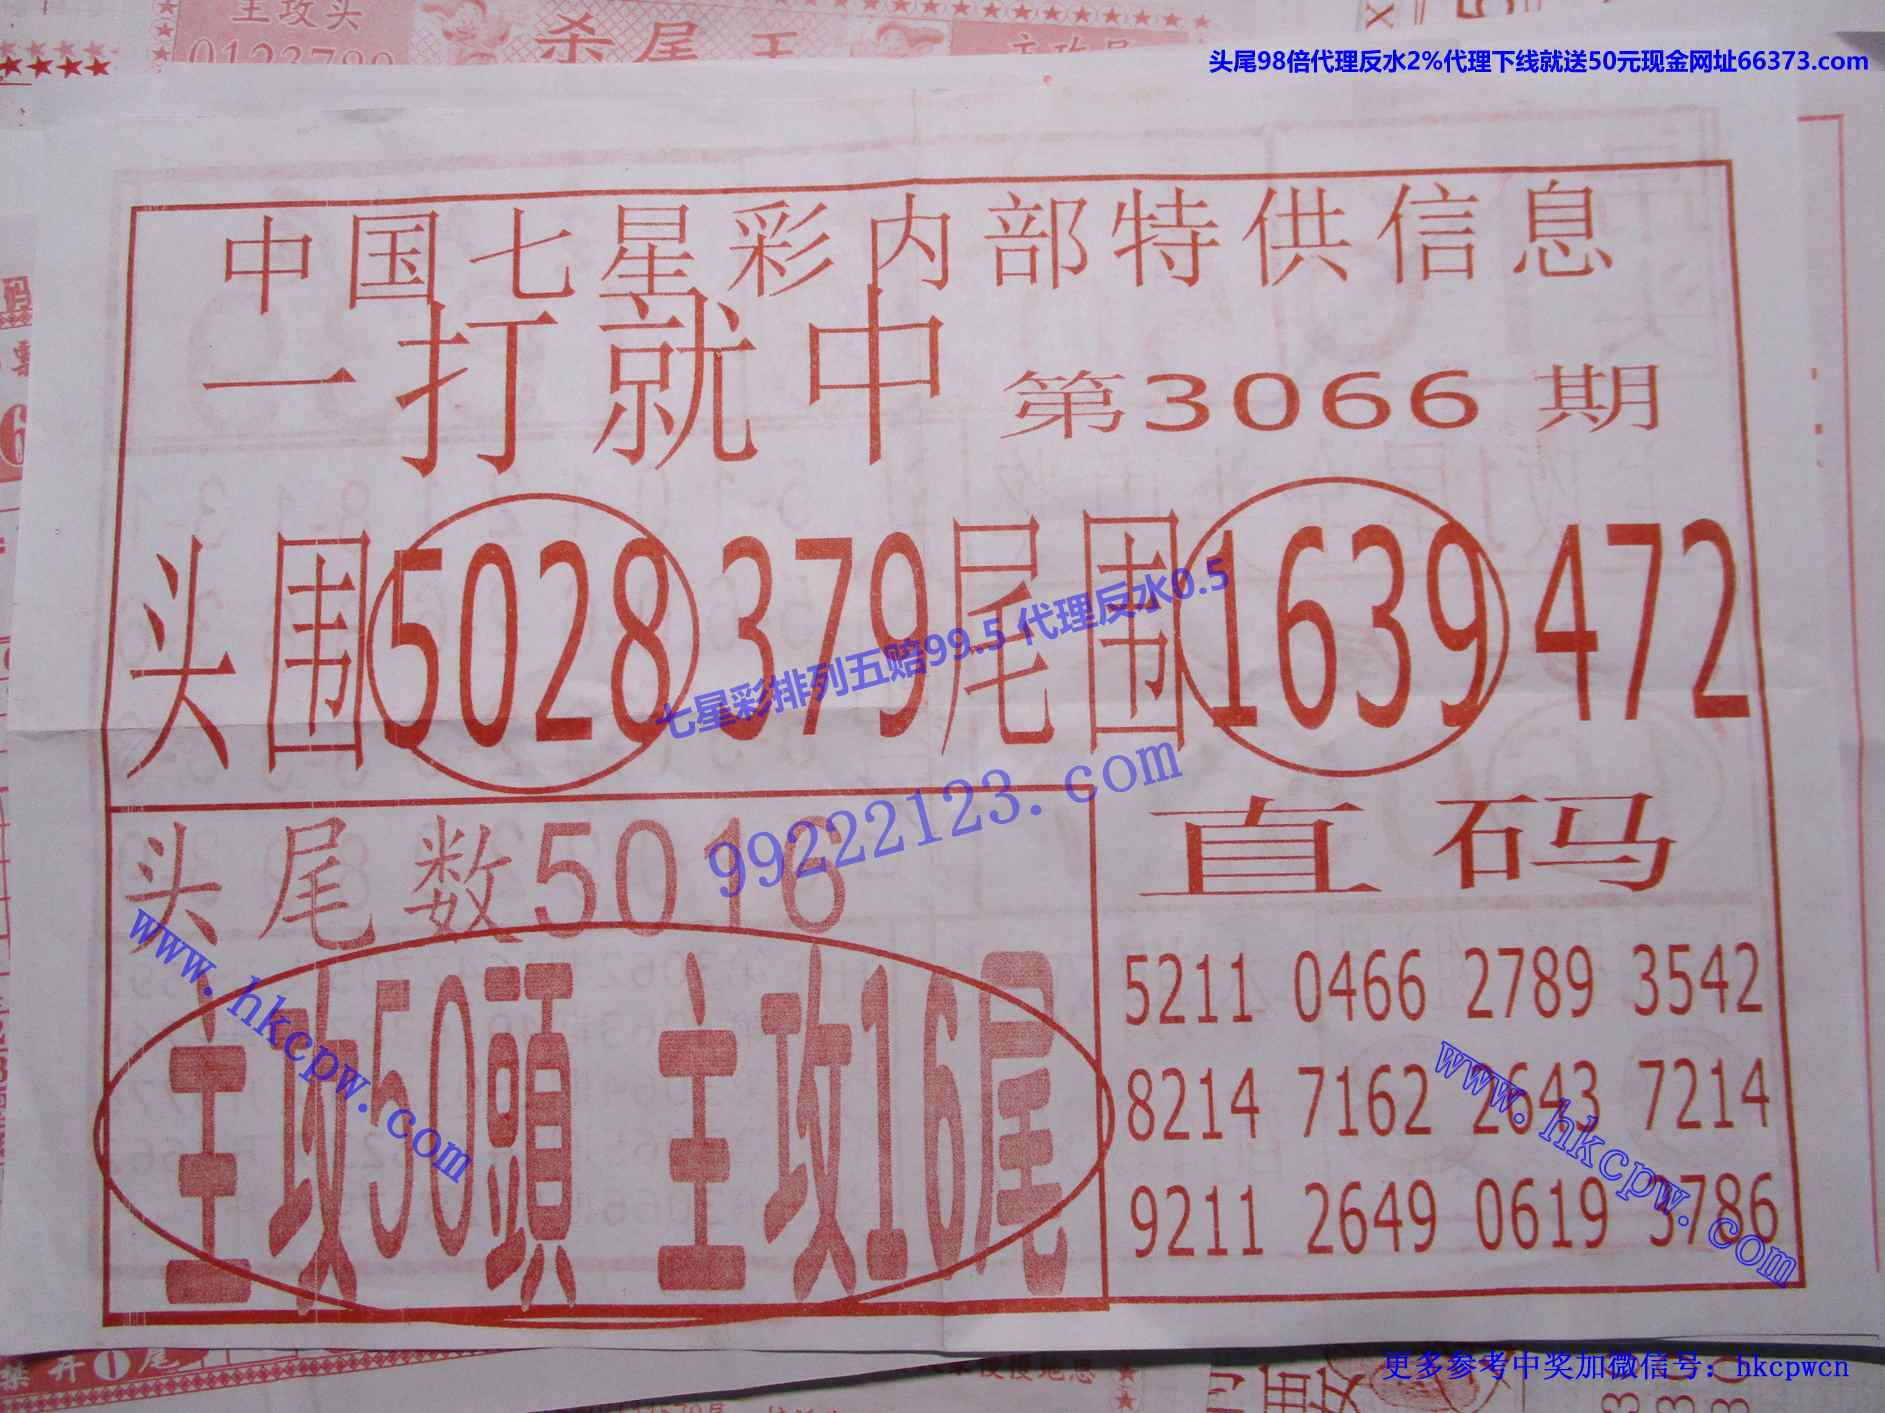 主攻头
0123789
杀尾王
头尾98倍代理反水2%代理下线就送50元现金网址66373.com
中国七星彩内部特供信息
一打就中 第3066期
头围5028379尾围1639472
七星彩排列五赔99.5代理反水0.5
99222123.com
头尾数5016
直码
主攻50頭 主攻16尾
5211 0466 2789 3542
8214 7162 2643 7214
9211 2649 0619 3786
www.hkcpw.com
www.hkcpw.com
更多参考中奖加微信号：hkcpwcn